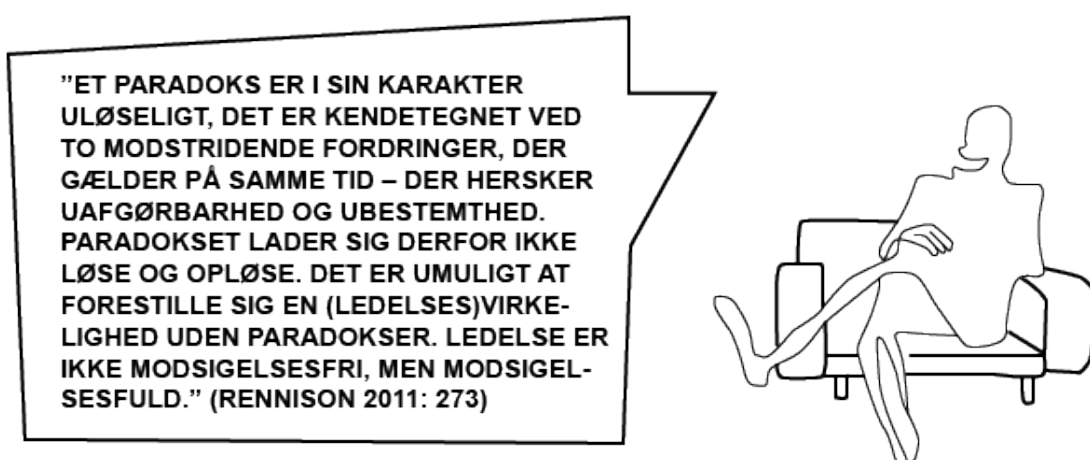 ”ET PARADOKS ER I SIN KARAKTER
ULØSELIGT, DET ER KENDETEGNET VED
TO MODSTRIDENDE FORDRINGER, DER
GÆLDER PÅ SAMME TID – DER HERSKER
UAFGØRBARHED OG UBESTEMTHED.
PARADOKSET LADER SIG DERFOR IKKE
LØSE OG OPLØSE. DET ER UMULIGT AT
FORESTILLE SIG EN (LEDELSES)VIRKE-
LIGHED UDEN PARADOKSER. LEDELSE ER
IKKE MODSIGELSESFRI, MEN MODSIGEL-
SESFULD.” (RENNISON 2011: 273)